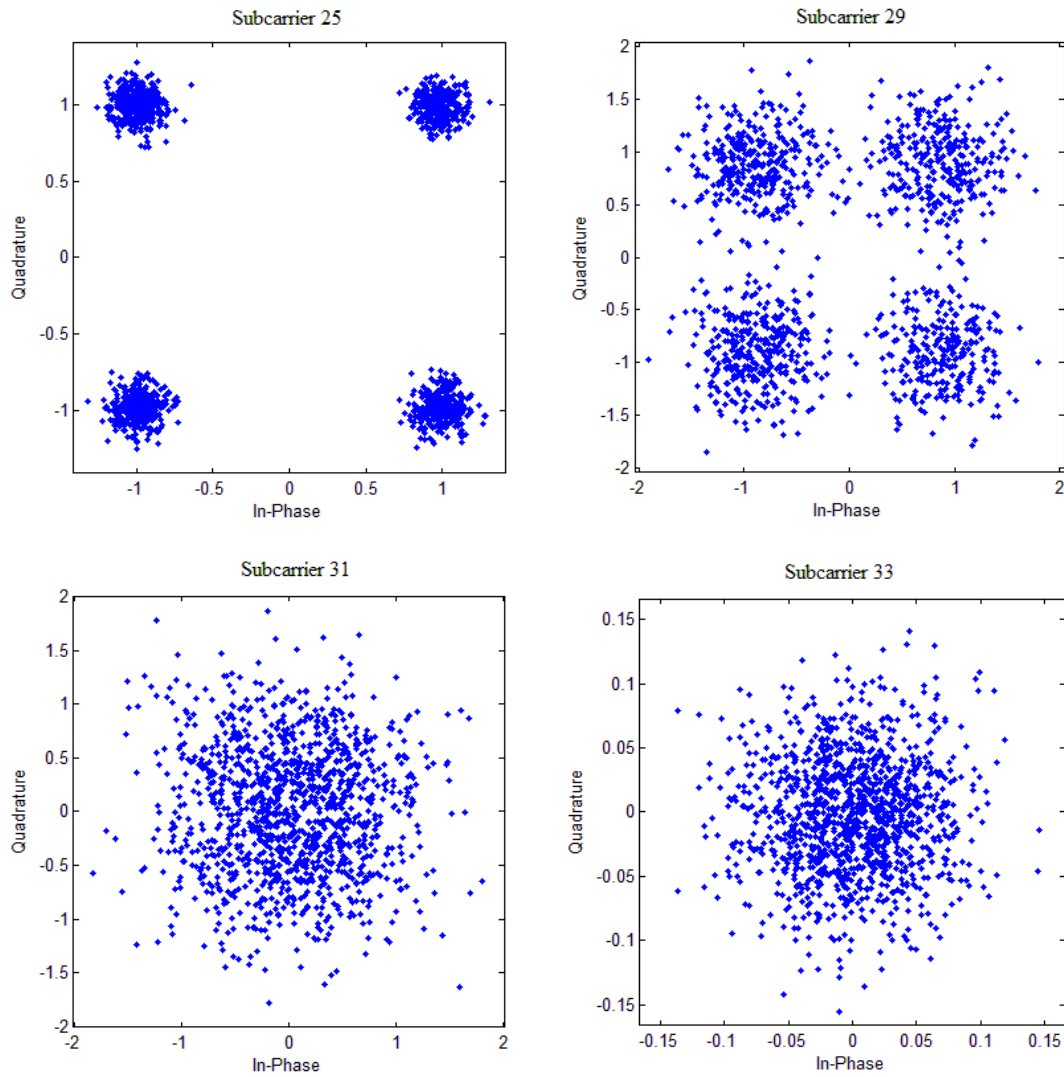 Subcarrier 25
1
0.5
0
-0.5
-1
Quadrature
-1 -0.5 0 0.5 1
In-Phase
Subcarrier 29
2
1.5
1
0.5
0
-0.5
-1
-1.5
-2
Quadrature
-2 -1 0 1 2
In-Phase
Subcarrier 31
2
1.5
1
0.5
0
-0.5
-1
-1.5
-2
Quadrature
-2 -1 0 1 2
In-Phase
Subcarrier 33
0.15
0.1
0.05
0
-0.05
-0.1
-0.15
Quadrature
-0.15 -0.1 -0.05 0 0.05 0.1 0.15
In-Phase